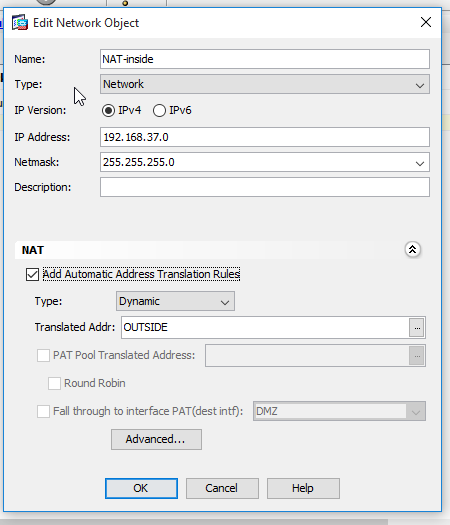 Edit Network Object
Name: NAT-inside
Type: Network
IP Version: IPv4 IPv6
IP Address: 192.168.37.0
Netmask: 255.255.255.0
Description:
NAT
Add Automatic Address Translation Rules
Type: Dynamic
Translated Addr: OUTSIDE ...
PAT Pool Translated Address: ...
Round Robin
Fall through to interface PAT(dest intf): DMZ
Advanced...
OK Cancel Help